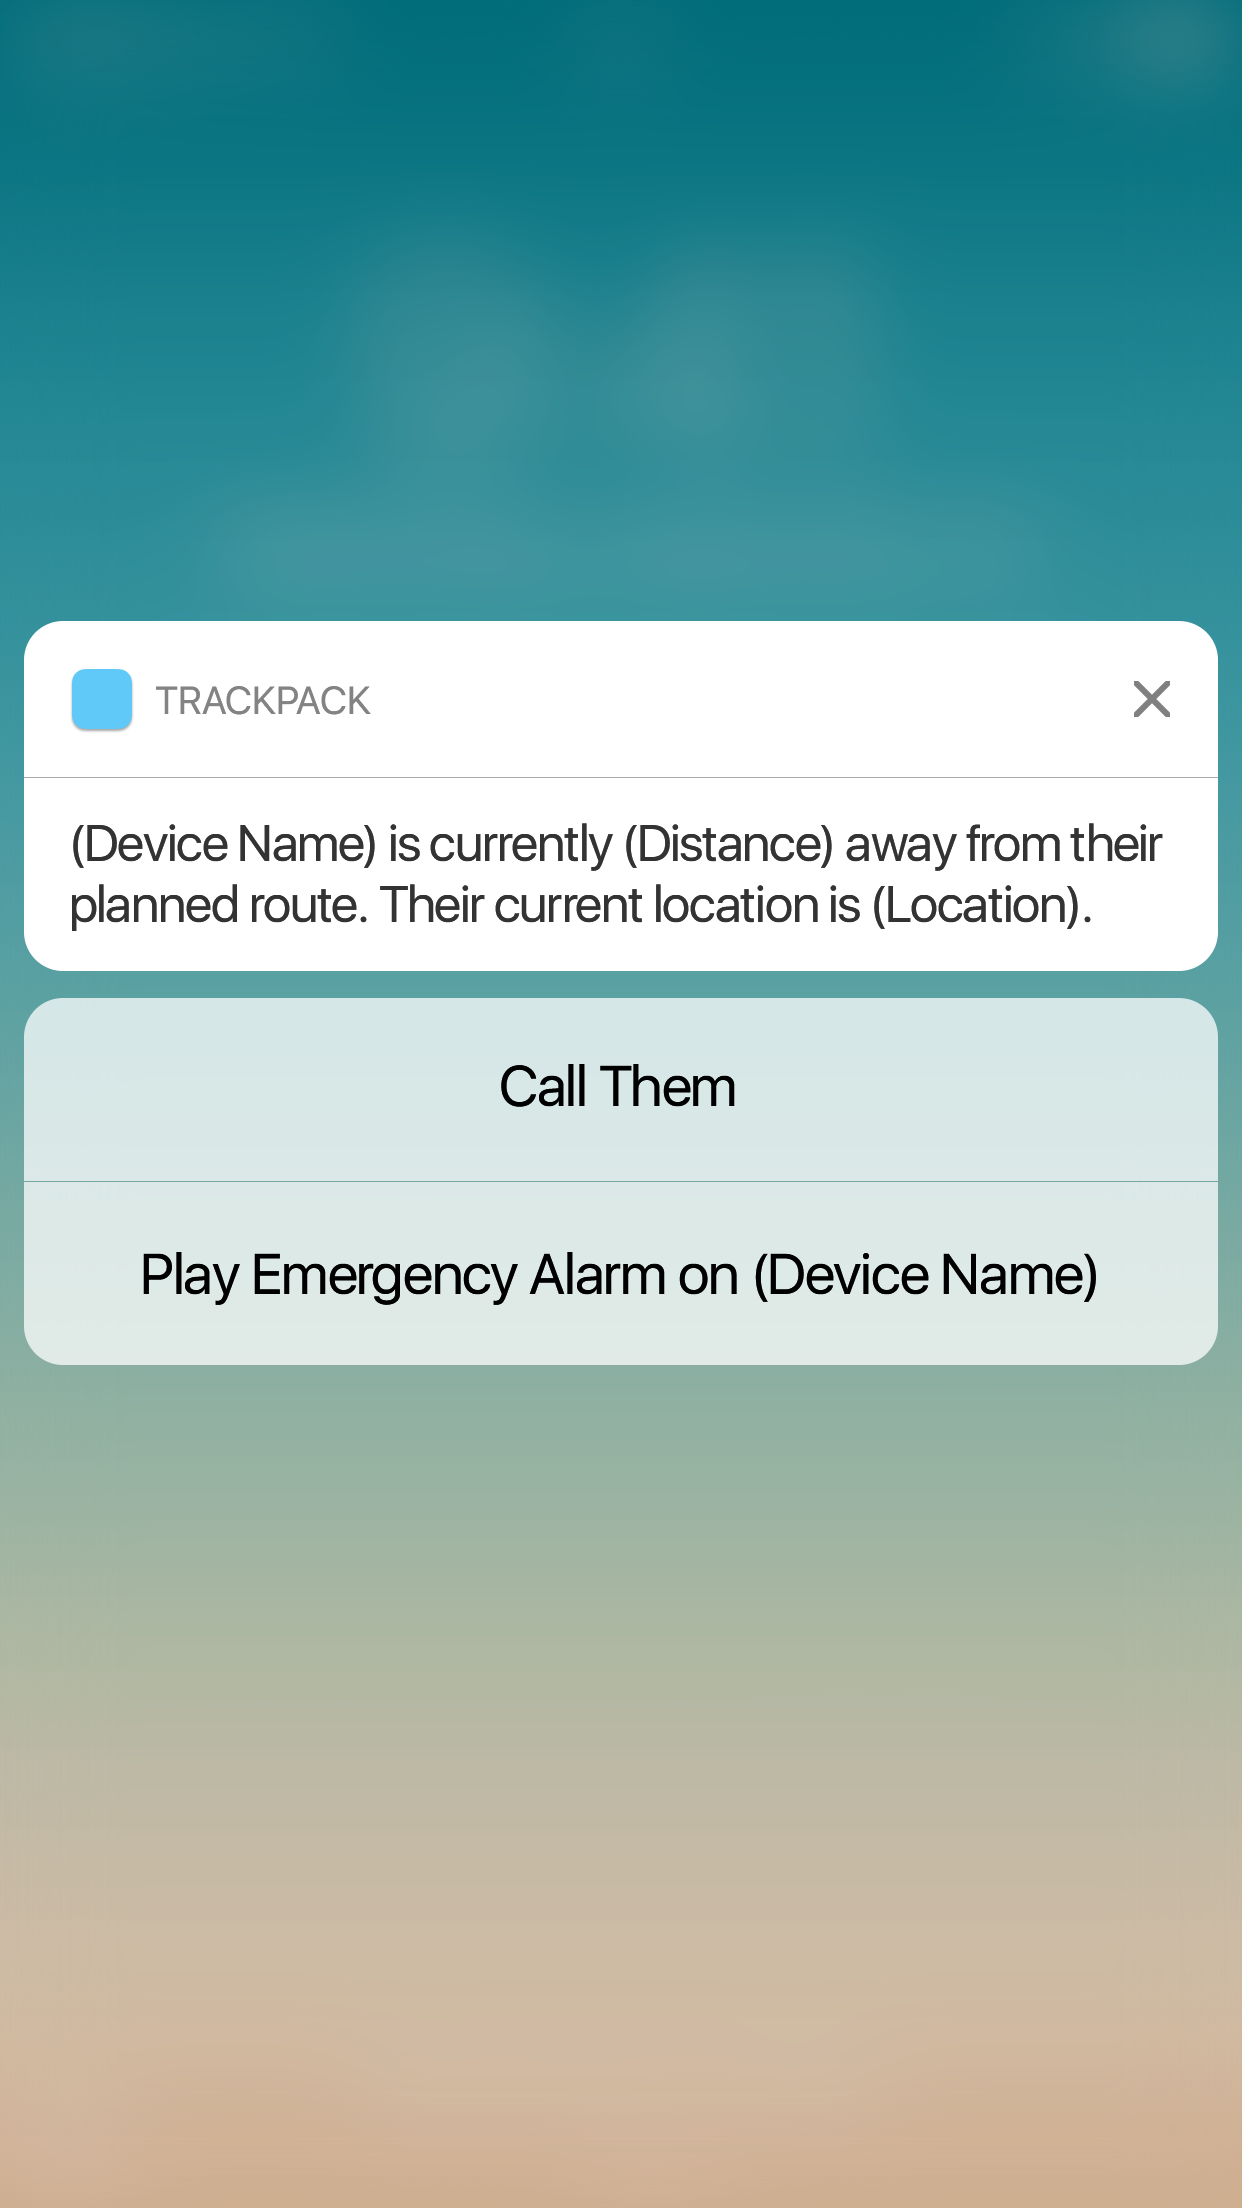 TRACKPACK
(Device Name) is currently (Distance) away from their
planned route. Their current location is (Location).
Call Them
Play Emergency Alarm on (Device Name)